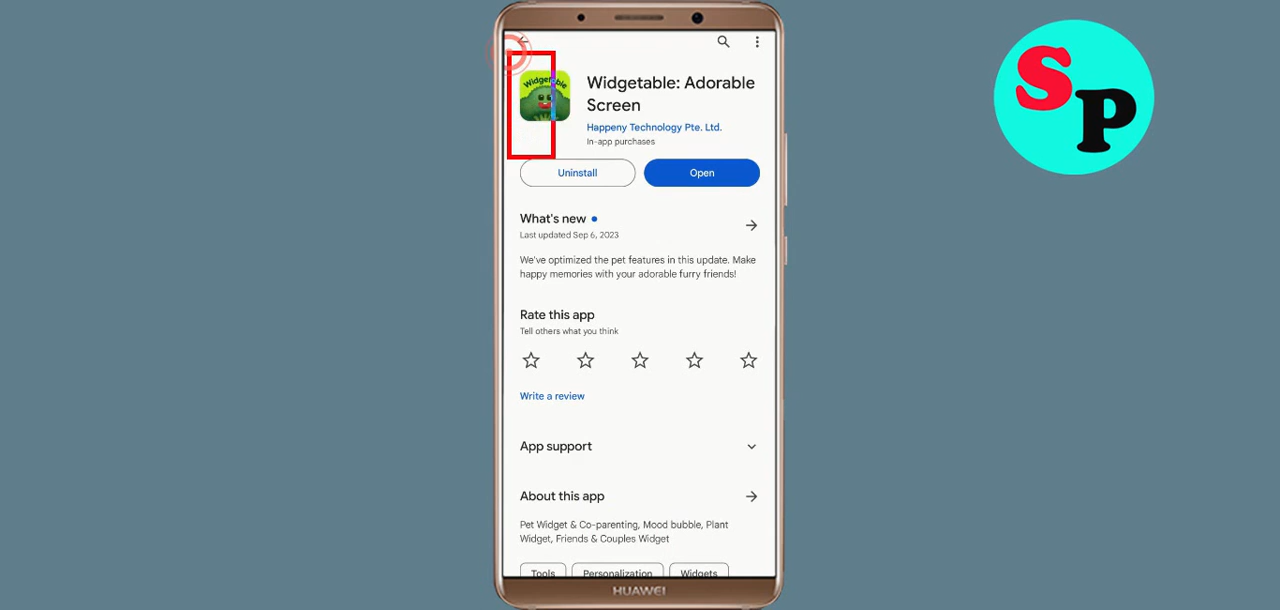 SP
Widgetable
Widgetable: Adorable
Screen
Happeny Technology Pte. Ltd.
In-app purchases
Uninstall
Open
What's new
Last updated Sep 6, 2023
We've optimized the pet features in this update. Make
happy memories with your adorable furry friends!
Rate this app
Tell others what you think
Write a review
App support
About this app
Pet Widget & Co-parenting, Mood bubble, Plant
Widget, Friends & Couples Widget
Tools
Personalization
Widgets
HUAWEI